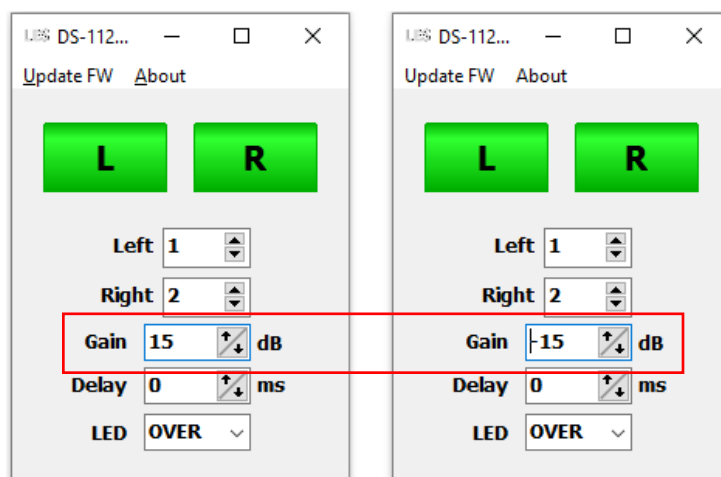 DS-112...
Update FW About
L R
Left 1
Right 2
Gain 15 dB
Delay 0 ms
LED OVER
DS-112...
Update FW About
L R
Left 1
Right 2
Gain -15 dB
Delay 0 ms
LED OVER